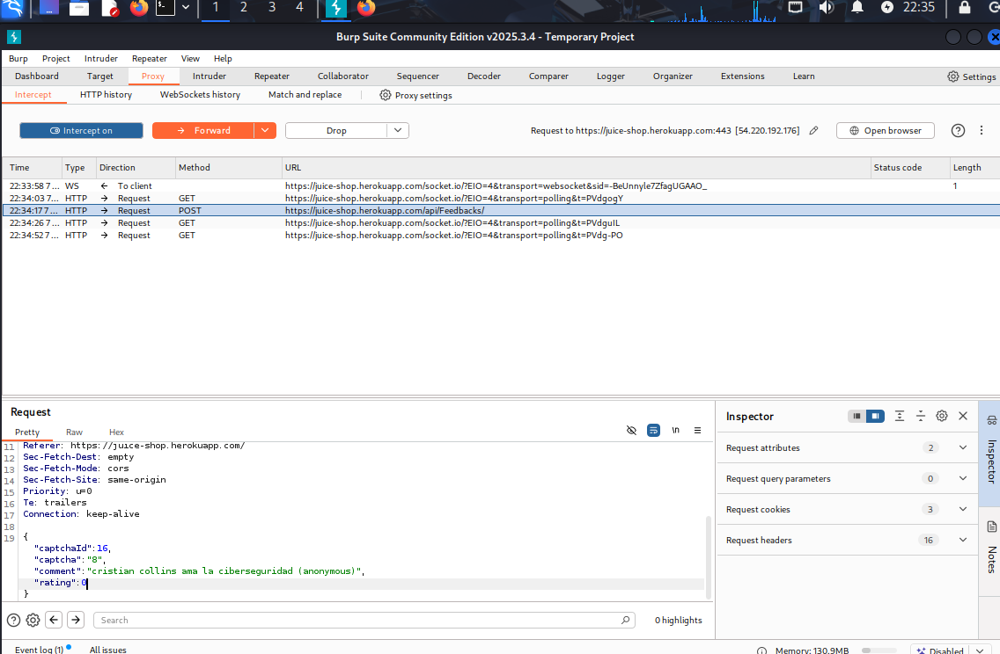 1 2 3 4 22:35
Burp Suite Community Edition v2025.3.4 - Temporary Project
Burp Project Intruder Repeater View Help
Dashboard Target Proxy Intruder Repeater Collaborator Sequencer Decoder Comparer Logger Organizer Extensions Learn Settings
Intercept HTTP history WebSockets history Match and replace Proxy settings
Intercept on Forward Drop Request to https://juice-shop.herokuapp.com:443 [54.220.192.176] Open browser
Time Type Direction Method URL Status code Length
22:33:58 7... WS ← To client https://juice-shop.herokuapp.com/socket.io/?EIO=4&transport=websocket&sid=-BeUnnyle7ZfagUGAAO_ 1
22:34:03 7... HTTP → Request GET https://juice-shop.herokuapp.com/socket.io/?EIO=4&transport=polling&t=PVdgogY
22:34:17 7... HTTP → Request POST https://juice-shop.herokuapp.com/api/Feedbacks/
22:34:26 7... HTTP → Request GET https://juice-shop.herokuapp.com/socket.io/?EIO=4&transport=polling&t=PVdguIL
22:34:52 7... HTTP → Request GET https://juice-shop.herokuapp.com/socket.io/?EIO=4&transport=polling&t=PVdg-PO
Request
Pretty Raw Hex \n
11 Referer: https://juice-shop.herokuapp.com/
12 Sec-Fetch-Dest: empty
13 Sec-Fetch-Mode: cors
14 Sec-Fetch-Site: same-origin
15 Priority: u=0
16 Te: trailers
17 Connection: keep-alive
18
19 {
"captchaId":16,
"captcha":"8",
"comment":"cristian collins ama la ciberseguridad (anonymous)",
"rating":0
}
Search 0 highlights
Inspector
Request attributes 2
Request query parameters 0
Request cookies 3
Request headers 16
Inspector
Notes
Event log (1) All issues Memory: 130.9MB Disabled